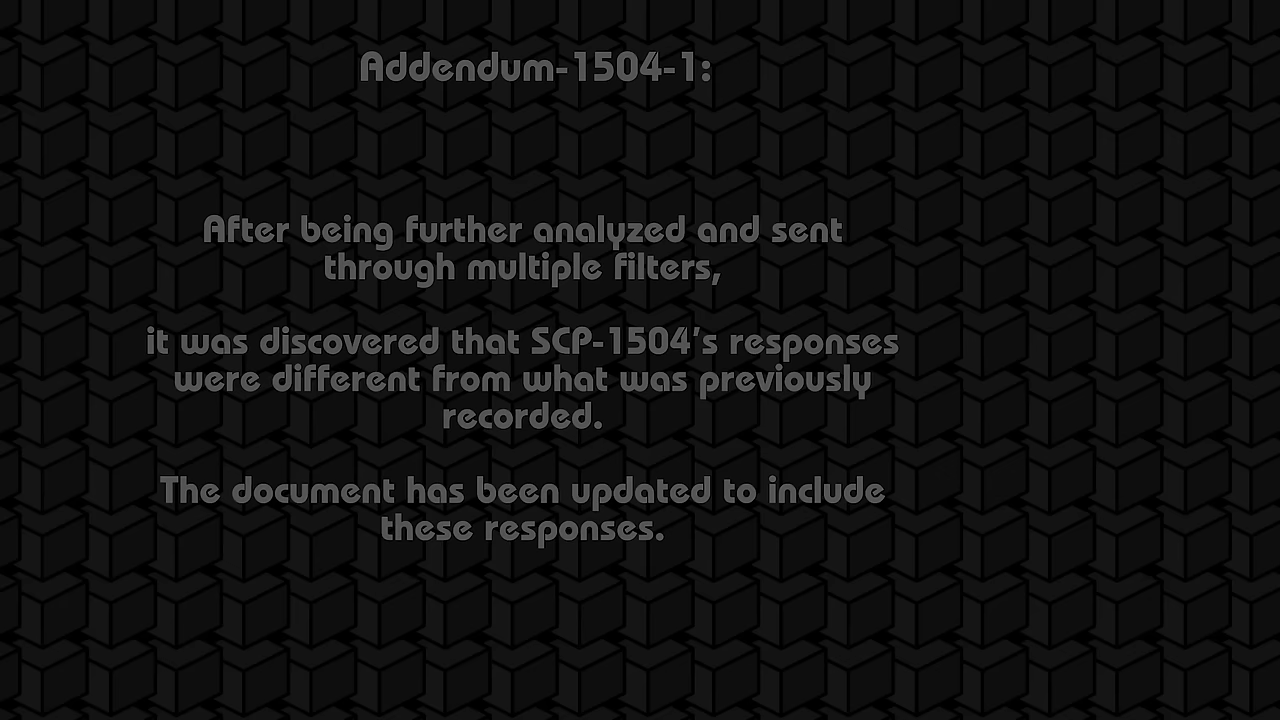 Addendum-1504-1:
After being further analyzed and sent
through multiple filters,
it was discovered that SCP-1504's responses
were different from what was previously
recorded.
The document has been updated to include
these responses.